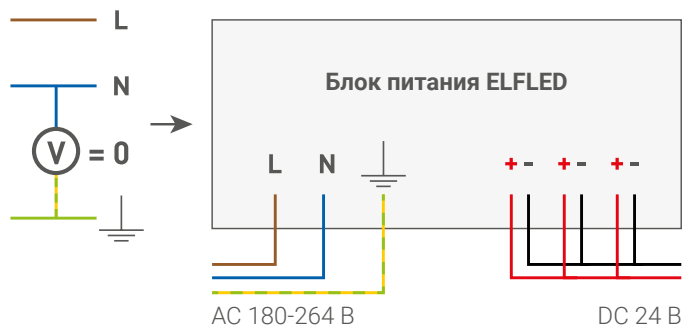 L
N
V = 0
Блок питания ELFLED
L N + - + - + -
AC 180-264 В
DC 24 В